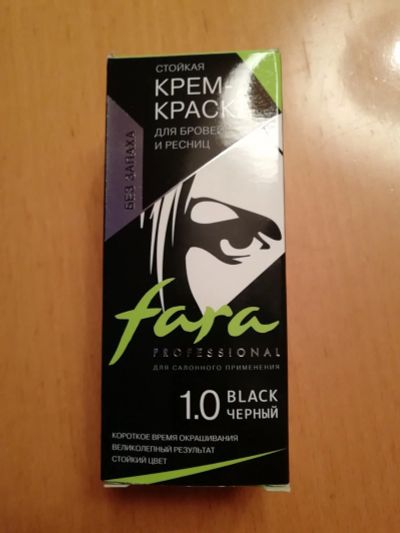 СТОЙКАЯ
КРЕМ-
КРАСК
ДЛЯ БРОВЕЙ
И РЕСНИЦ
БЕЗ ЗАПАХА
fara
PROFESSIONAL
ДЛЯ САЛОННОГО ПРИМЕНЕНИЯ
1.0 BLACK
ЧЕРНЫЙ
КОРОТКОЕ ВРЕМЯ ОКРАШИВАНИЯ
ВЕЛИКОЛЕПНЫЙ РЕЗУЛЬТАТ
СТОЙКИЙ ЦВЕТ